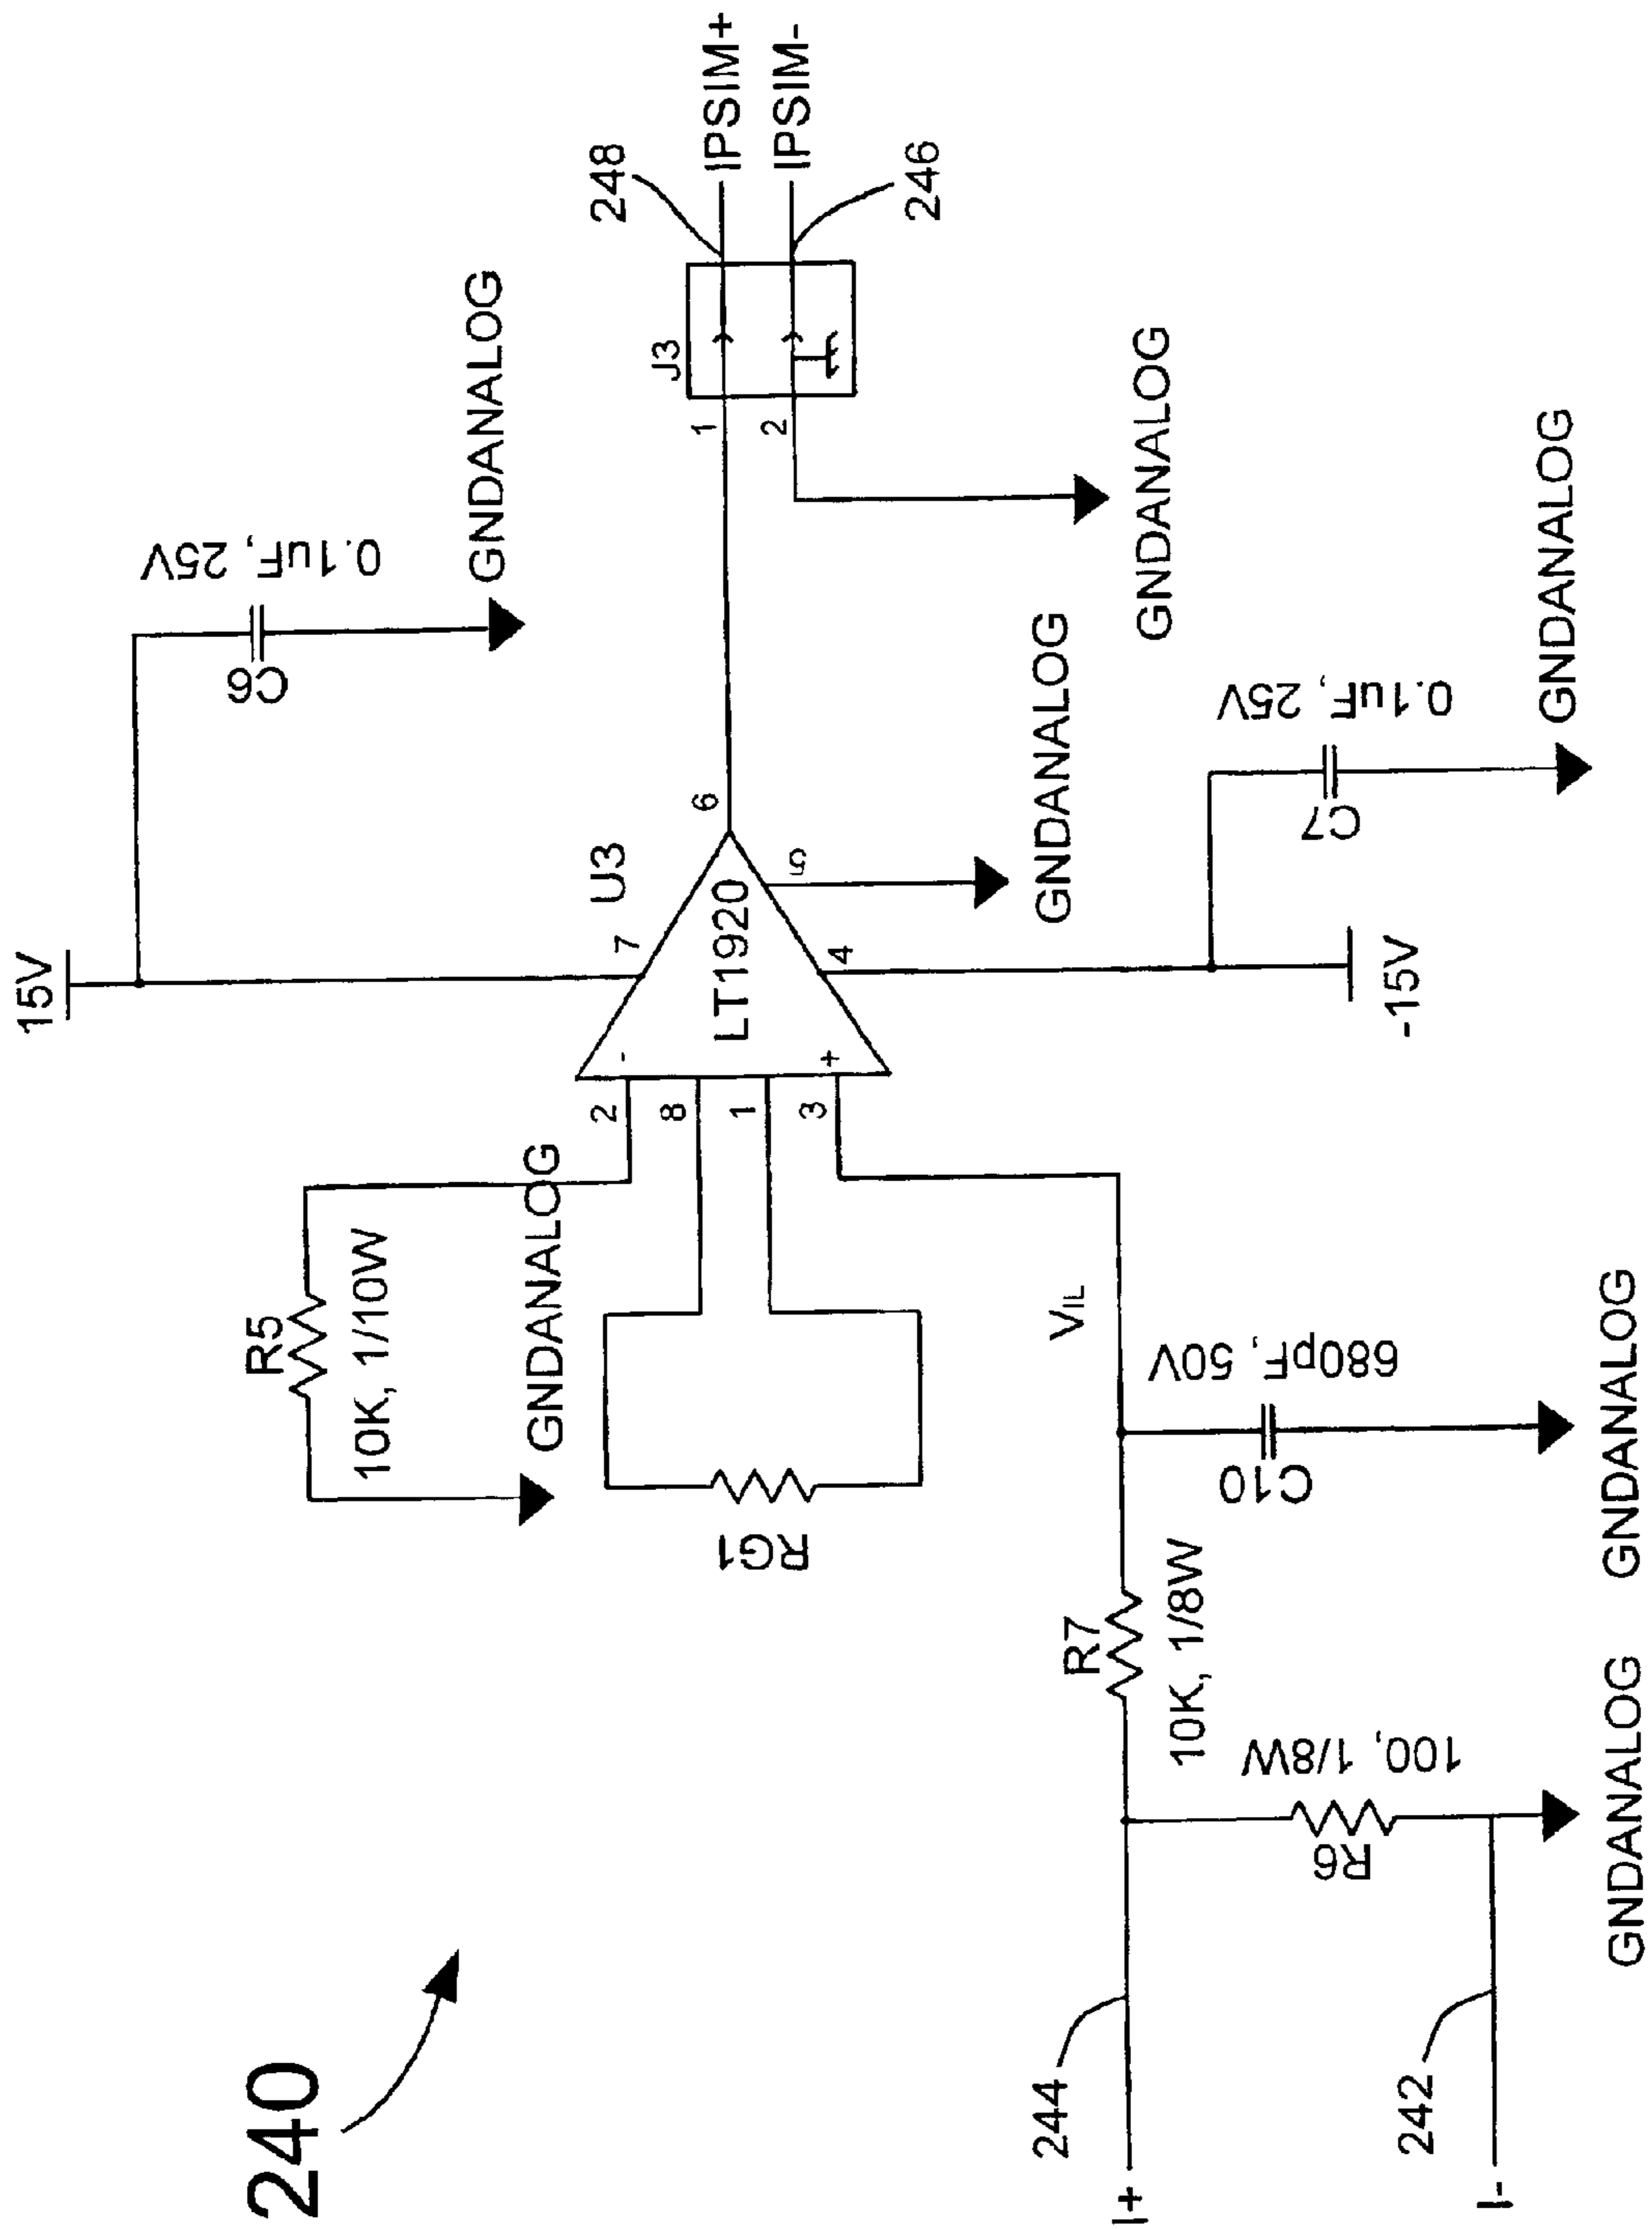 240
15V
C6
0.1uF, 25V
GNDANALOG
R5
10K, 1/10W
GNDANALOG
RG1
2
8
1
3
-
+
LT1920
U3
7
6
5
4
GNDANALOG
J3
1
2
248
IPSIM+
IPSIM-
246
GNDANALOG
-15V
C7
0.1uF, 25V
GNDANALOG
I+
244
R7
10K, 1/8W
VIL
C10
680pF, 50V
GNDANALOG
R6
100, 1/8W
GNDANALOG
I-
242